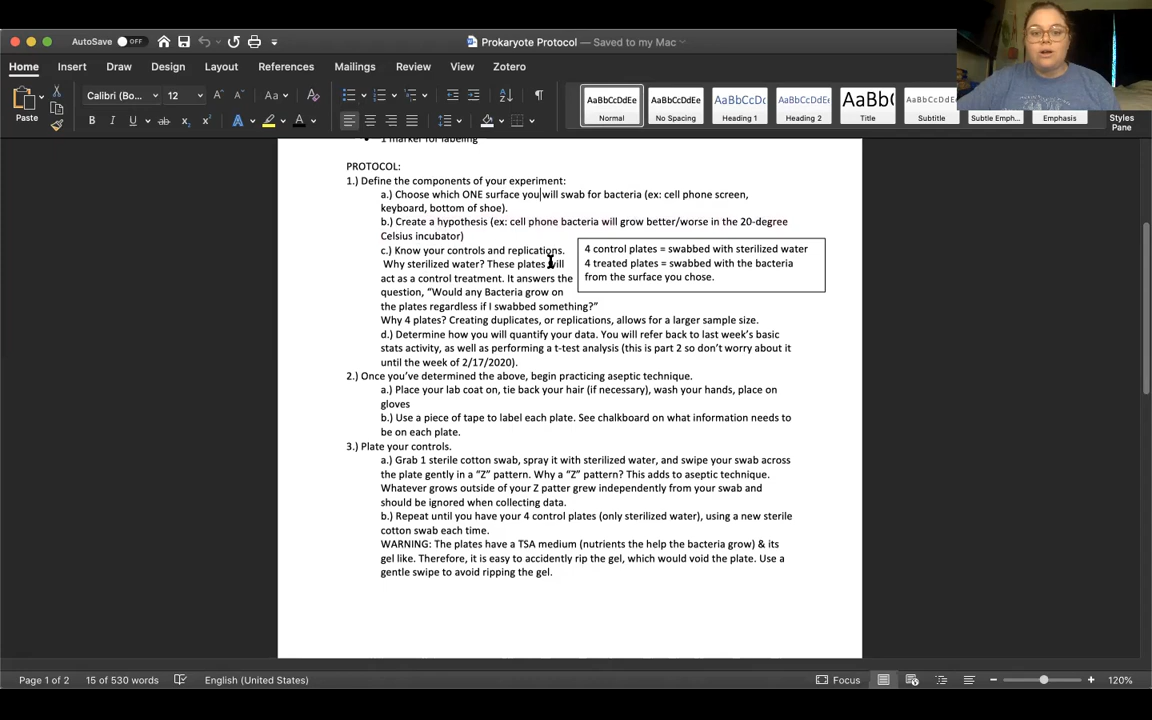 AutoSave OFF
Prokaryote Protocol — Saved to my Mac
Home Insert Draw Design Layout References Mailings Review View Zotero
Paste
Calibri (Bo... 12
AaBbCcDdEe AaBbCcDdEe AaBbCcDc AaBbCcDdEe AaBb( AaBbCcDdEe AaBbCcDdEe AaBbCcDdEe
Normal No Spacing Heading 1 Heading 2 Title Subtitle Subtle Emph... Emphasis
Styles
Pane
1 marker for labeling
PROTOCOL:
1.) Define the components of your experiment:
a.) Choose which ONE surface you will swab for bacteria (ex: cell phone screen,
keyboard, bottom of shoe).
b.) Create a hypothesis (ex: cell phone bacteria will grow better/worse in the 20-degree
Celsius incubator)
c.) Know your controls and replications.
Why sterilized water? These plates will
act as a control treatment. It answers the
question, “Would any Bacteria grow on
the plates regardless if I swabbed something?”
4 control plates = swabbed with sterilized water
4 treated plates = swabbed with the bacteria
from the surface you chose.
Why 4 plates? Creating duplicates, or replications, allows for a larger sample size.
d.) Determine how you will quantify your data. You will refer back to last week’s basic
stats activity, as well as performing a t-test analysis (this is part 2 so don’t worry about it
until the week of 2/17/2020).
2.) Once you’ve determined the above, begin practicing aseptic technique.
a.) Place your lab coat on, tie back your hair (if necessary), wash your hands, place on
gloves
b.) Use a piece of tape to label each plate. See chalkboard on what information needs to
be on each plate.
3.) Plate your controls.
a.) Grab 1 sterile cotton swab, spray it with sterilized water, and swipe your swab across
the plate gently in a “Z” pattern. Why a “Z” pattern? This adds to aseptic technique.
Whatever grows outside of your Z patter grew independently from your swab and
should be ignored when collecting data.
b.) Repeat until you have your 4 control plates (only sterilized water), using a new sterile
cotton swab each time.
WARNING: The plates have a TSA medium (nutrients the help the bacteria grow) & its
gel like. Therefore, it is easy to accidently rip the gel, which would void the plate. Use a
gentle swipe to avoid ripping the gel.
Page 1 of 2 15 of 530 words English (United States) Focus 120%